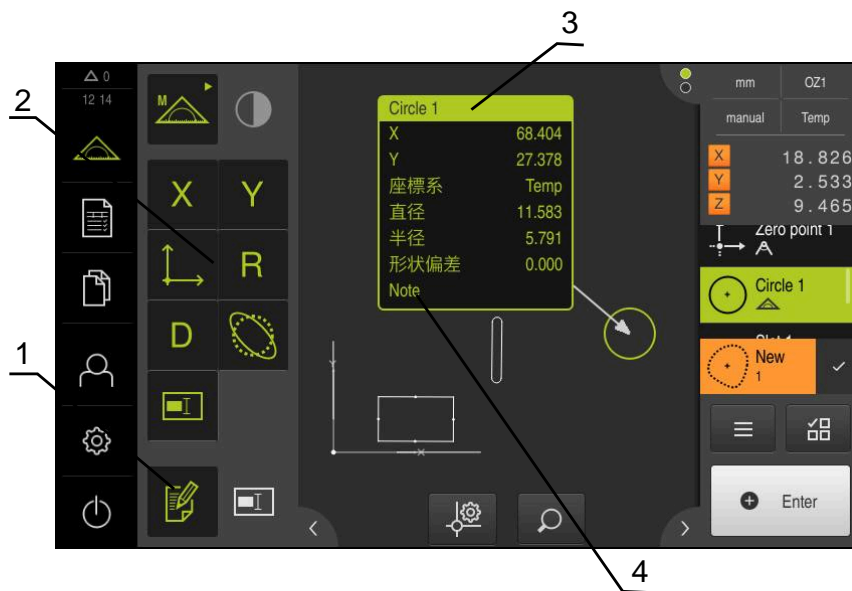 3
0
12 14
2
M
X
Y
R
D
1
Circle 1
X 68.404
Y 27.378
座標系 Temp
直径 11.583
半径 5.791
形状偏差 0.000
Note
Y
X
mm OZ1
manual Temp
X 18.826
Y 2.533
Z 9.465
Zero point 1
Circle 1
New
1
Enter
4